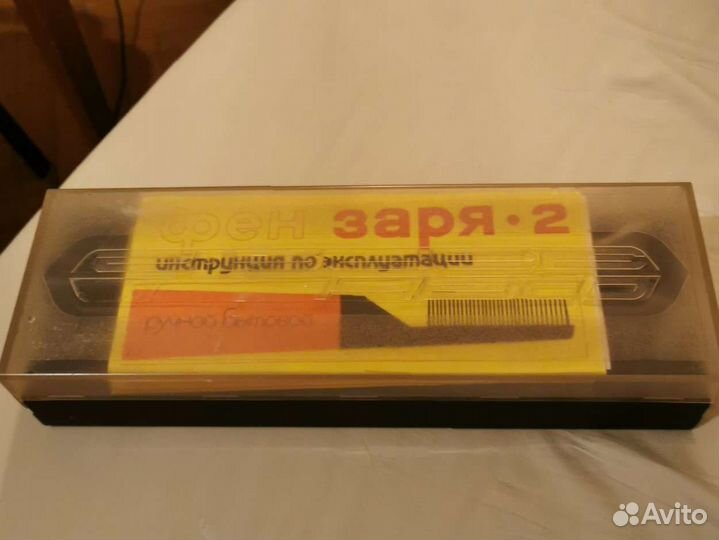 фен заря·2
инструкция по эксплуатации
ручной бытовой
Avito